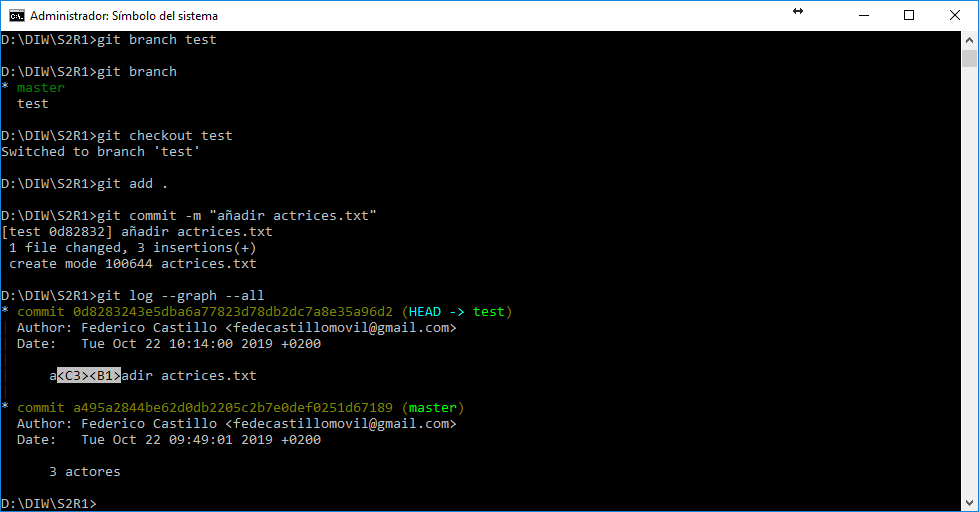 Administrador: Símbolo del sistema
D:\DIW\S2R1>git branch test
D:\DIW\S2R1>git branch
* master
  test
D:\DIW\S2R1>git checkout test
Switched to branch 'test'
D:\DIW\S2R1>git add .
D:\DIW\S2R1>git commit -m "añadir actrices.txt"
[test 0d82832] añadir actrices.txt
 1 file changed, 3 insertions(+)
 create mode 100644 actrices.txt
D:\DIW\S2R1>git log --graph --all
* commit 0d8283243e5dba6a77823d78db2dc7a8e35a96d2 (HEAD -> test)
| Author: Federico Castillo <fedecastillomovil@gmail.com>
| Date:   Tue Oct 22 10:14:00 2019 +0200
|
|     a<C3><B1>adir actrices.txt
|
* commit a495a2844be62d0db2205c2b7e0def0251d67189 (master)
  Author: Federico Castillo <fedecastillomovil@gmail.com>
  Date:   Tue Oct 22 09:49:01 2019 +0200
      3 actores
D:\DIW\S2R1>